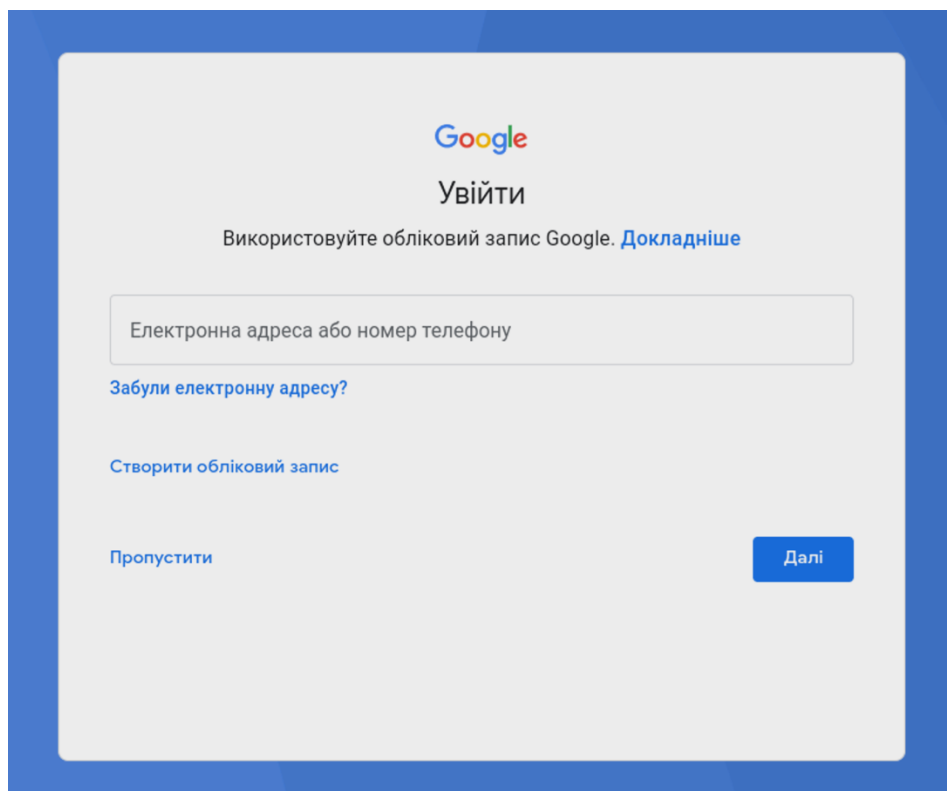 Google
Увійти
Використовуйте обліковий запис Google. Докладніше
Електронна адреса або номер телефону
Забули електронну адресу?
Створити обліковий запис
Пропустити
Далі